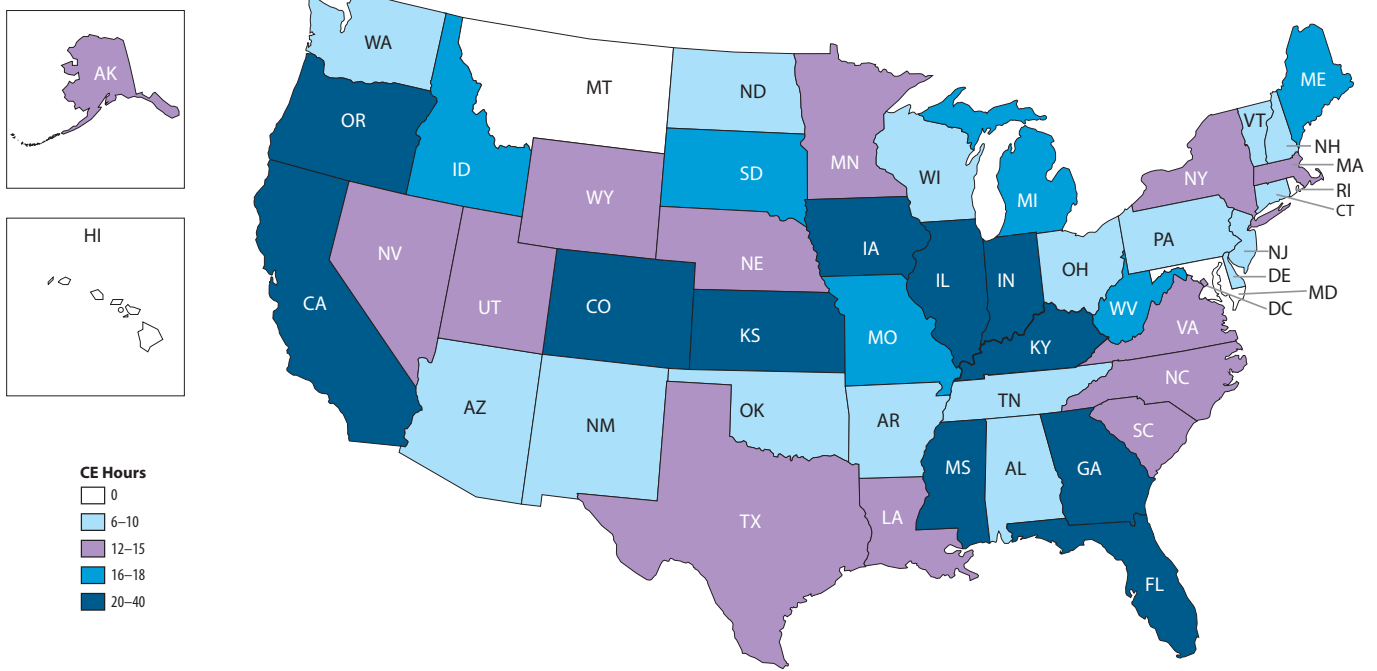 AK
HI
WA
MT
ND
OR
ID
SD
MN
WI
MI
ME
VT
NH
MA
NY
RI
CT
WY
NV
UT
NE
IA
PA
NJ
DE
MD
DC
CA
CO
KS
MO
IL
IN
OH
WV
KY
VA
NC
AZ
NM
OK
AR
TN
SC
MS
AL
GA
TX
LA
FL
CE Hours
0
6–10
12–15
16–18
20–40